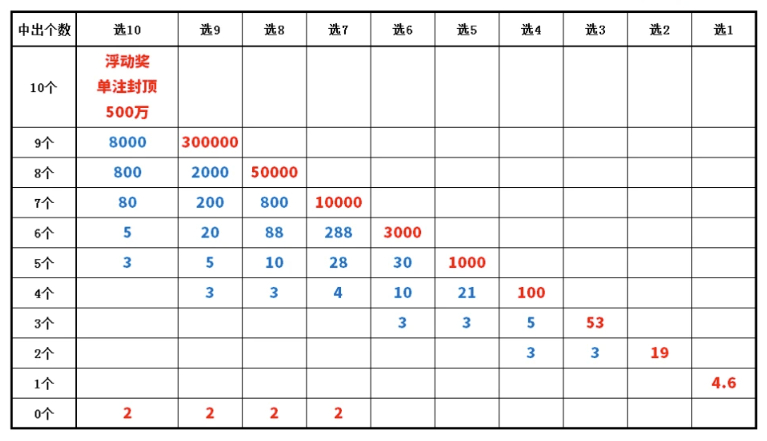 中出个数 选10 选9 选8 选7 选6 选5 选4 选3 选2 选1
10个 浮动奖
单注封顶
500万
9个 8000 300000
8个 800 2000 50000
7个 80 200 800 10000
6个 5 20 88 288 3000
5个 3 5 10 28 30 1000
4个 3 3 4 10 21 100
3个 3 3 5 53
2个 3 3 19
1个 4.6
0个 2 2 2 2